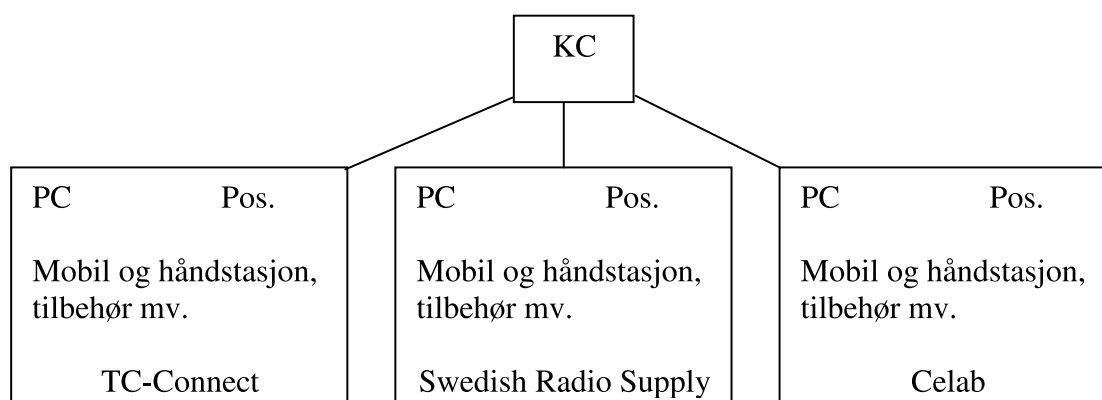 KC
PC Pos.
Mobil og håndstasjon,
tilbehør mv.
TC-Connect
PC Pos.
Mobil og håndstasjon,
tilbehør mv.
Swedish Radio Supply
PC Pos.
Mobil og håndstasjon,
tilbehør mv.
Celab